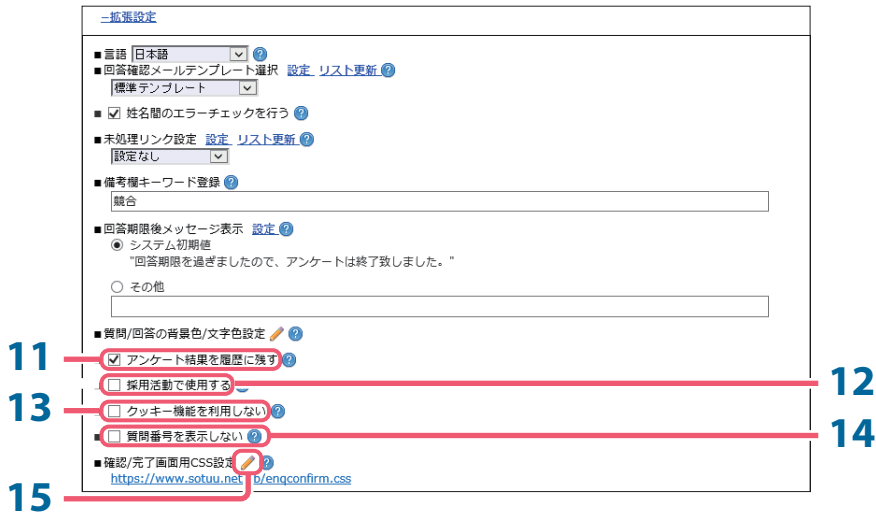 −拡張設定
■言語 日本語
■回答確認メールテンプレート選択 設定 リスト更新
標準テンプレート
■ 姓名間のエラーチェックを行う
■未処理リンク設定 設定 リスト更新
設定なし
■備考欄キーワード登録
競合
■回答期限後メッセージ表示 設定
システム初期値
"回答期限を過ぎましたので、アンケートは終了致しました。"
その他
■質問/回答の背景色/文字色設定
11 アンケート結果を履歴に残す
採用活動で使用する 12
13 クッキー機能を利用しない
■ 質問番号を表示しない 14
■確認/完了画面用CSS設定
https://www.sotuu.net b/enqconfirm.css
15